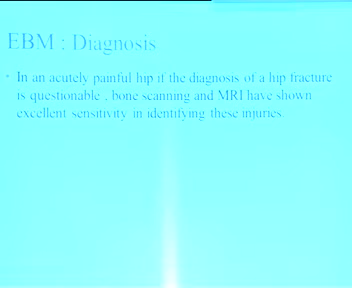 EBM : Diagnosis
• In an acutely painful hip if the diagnosis of a hip fracture
is questionable , bone scanning and MRI have shown
excellent sensitivity in identifying these injuries.